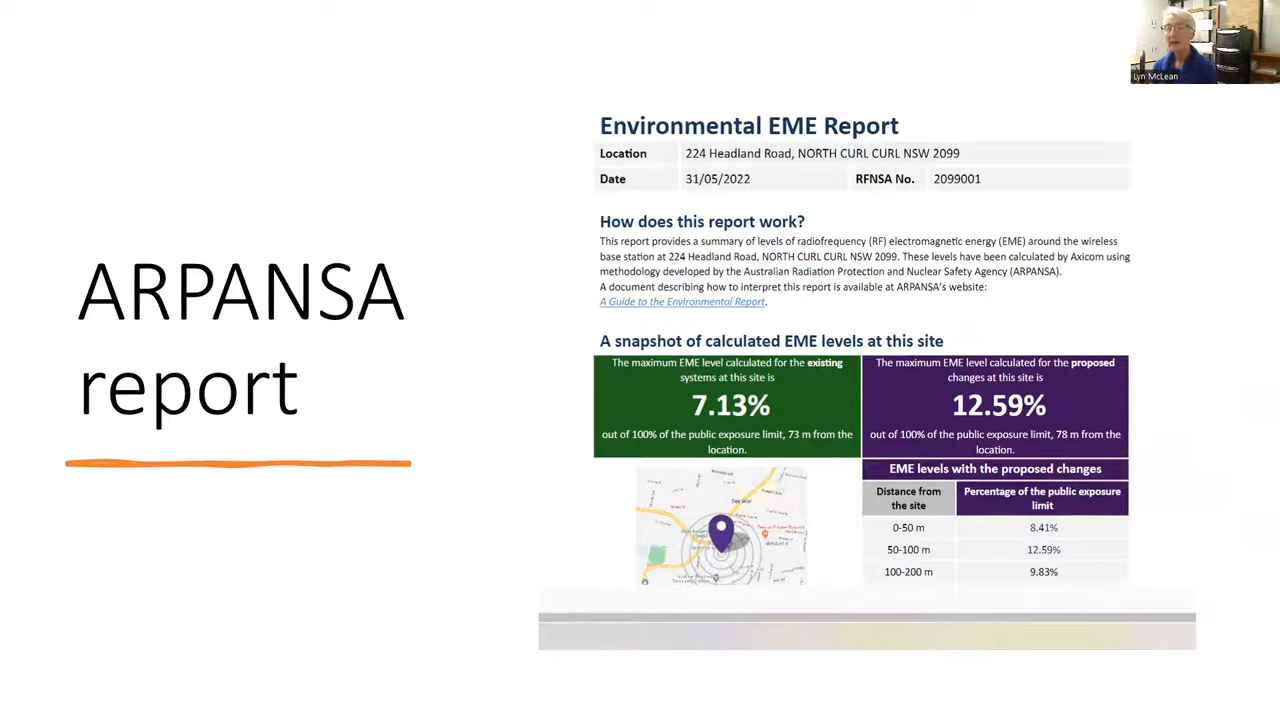 ARPANSA
report
Lyn McLean
Environmental EME Report
Location 224 Headland Road, NORTH CURL CURL NSW 2099
Date 31/05/2022 RFNSA No. 2099001
How does this report work?
This report provides a summary of levels of radiofrequency (RF) electromagnetic energy (EME) around the wireless
base station at 224 Headland Road, NORTH CURL CURL NSW 2099. These levels have been calculated by Axicom using
methodology developed by the Australian Radiation Protection and Nuclear Safety Agency (ARPANSA).
A document describing how to interpret this report is available at ARPANSA's website:
A Guide to the Environmental Report.
A snapshot of calculated EME levels at this site
The maximum EME level calculated for the existing
systems at this site is
7.13%
out of 100% of the public exposure limit, 73 m from the
location.
The maximum EME level calculated for the proposed
changes at this site is
12.59%
out of 100% of the public exposure limit, 78 m from the
location.
EME levels with the proposed changes
Distance from
the site
Percentage of the public exposure
limit
0-50 m 8.41%
50-100 m 12.59%
100-200 m 9.83%
Dee Why